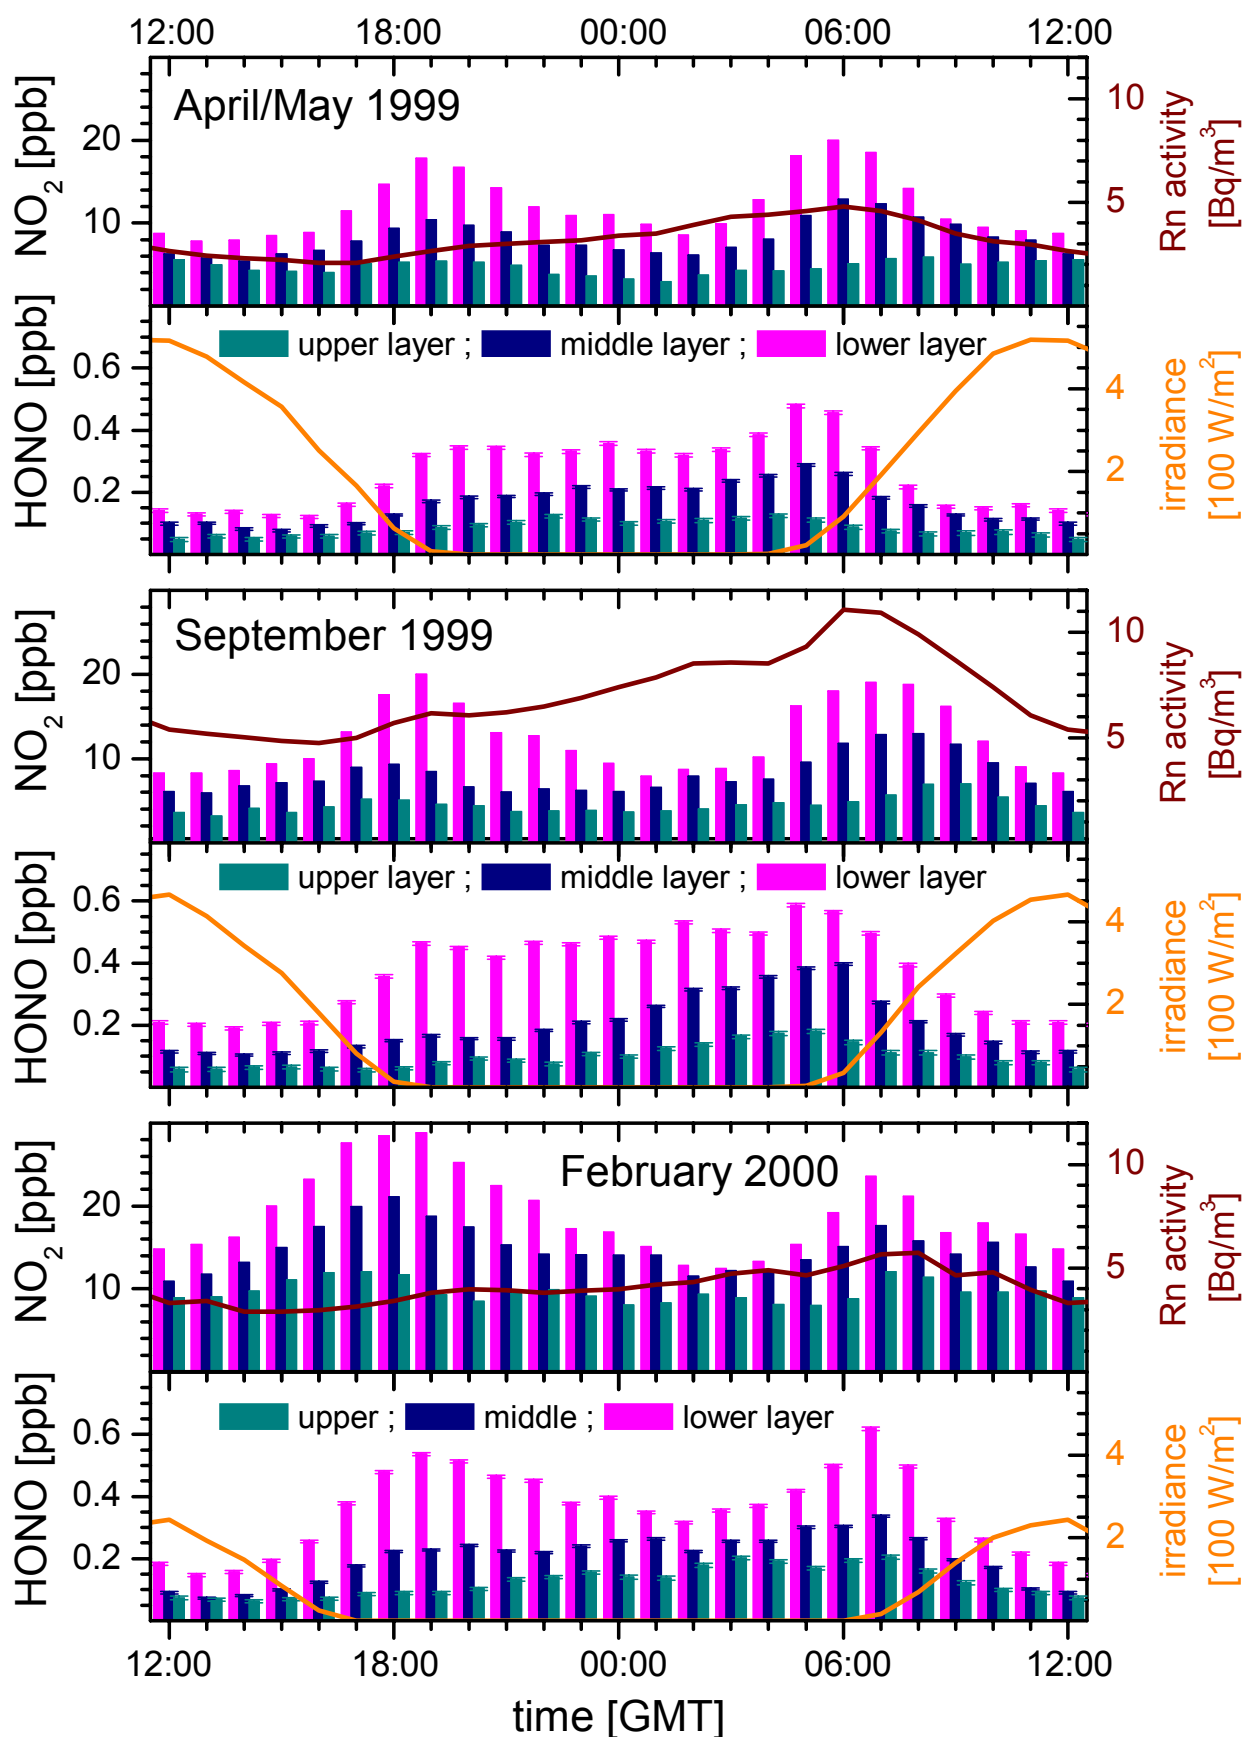 12:00 18:00 00:00 06:00 12:00
April/May 1999
NO2 [ppb]
20
10
10
5
Rn activity
[Bq/m3]
upper layer ; middle layer ; lower layer
HONO [ppb]
0.6
0.4
0.2
4
2
irradiance
[100 W/m2]
September 1999
NO2 [ppb]
20
10
10
5
Rn activity
[Bq/m3]
upper layer ; middle layer ; lower layer
HONO [ppb]
0.6
0.4
0.2
4
2
irradiance
[100 W/m2]
February 2000
NO2 [ppb]
20
10
10
5
Rn activity
[Bq/m3]
upper ; middle ; lower layer
HONO [ppb]
0.6
0.4
0.2
4
2
irradiance
[100 W/m2]
12:00 18:00 00:00 06:00 12:00
time [GMT]